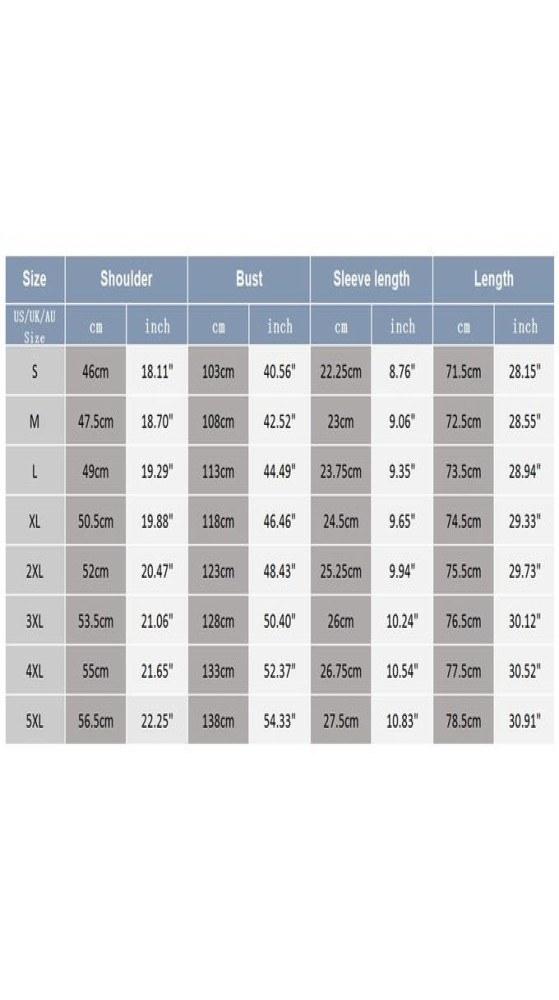 Size Shoulder Bust Sleeve length Length
US/UK/AU Size cm inch cm inch cm inch cm inch
S 46cm 18.11" 103cm 40.56" 22.25cm 8.76" 71.5cm 28.15"
M 47.5cm 18.70" 108cm 42.52" 23cm 9.06" 72.5cm 28.55"
L 49cm 19.29" 113cm 44.49" 23.75cm 9.35" 73.5cm 28.94"
XL 50.5cm 19.88" 118cm 46.46" 24.5cm 9.65" 74.5cm 29.33"
2XL 52cm 20.47" 123cm 48.43" 25.25cm 9.94" 75.5cm 29.73"
3XL 53.5cm 21.06" 128cm 50.40" 26cm 10.24" 76.5cm 30.12"
4XL 55cm 21.65" 133cm 52.37" 26.75cm 10.54" 77.5cm 30.52"
5XL 56.5cm 22.25" 138cm 54.33" 27.5cm 10.83" 78.5cm 30.91"